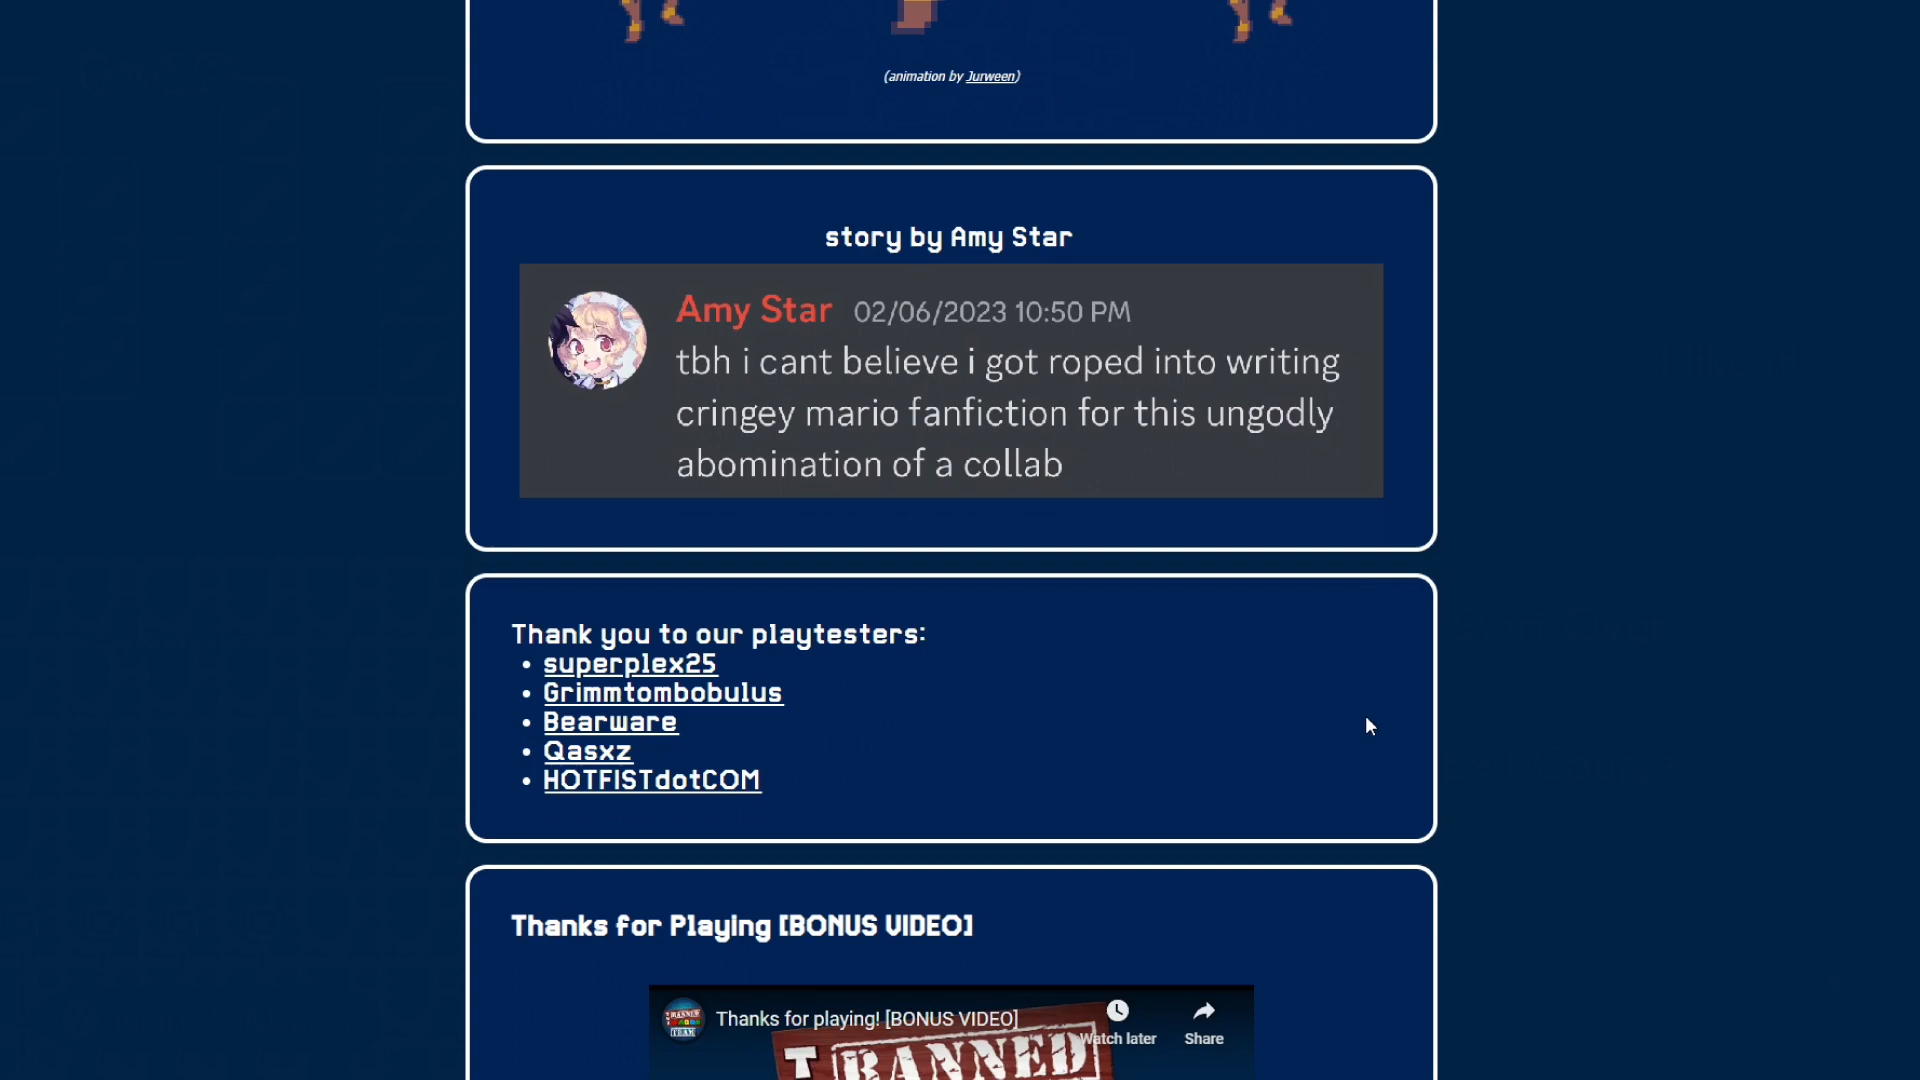 (animation by Jurween)
story by Amy Star
Amy Star 02/06/2023 10:50 PM
tbh i cant believe i got roped into writing
cringey mario fanfiction for this ungodly
abomination of a collab
Thank you to our playtesters:
• superplex25
• Grimmtombobulus
• Bearware
• Qasxz
• HOTFISTdotCOM
Thanks for Playing [BONUS VIDEO]
Thanks for playing! [BONUS VIDEO]
Watch later
Share
BANNED
TEAM
BANNED